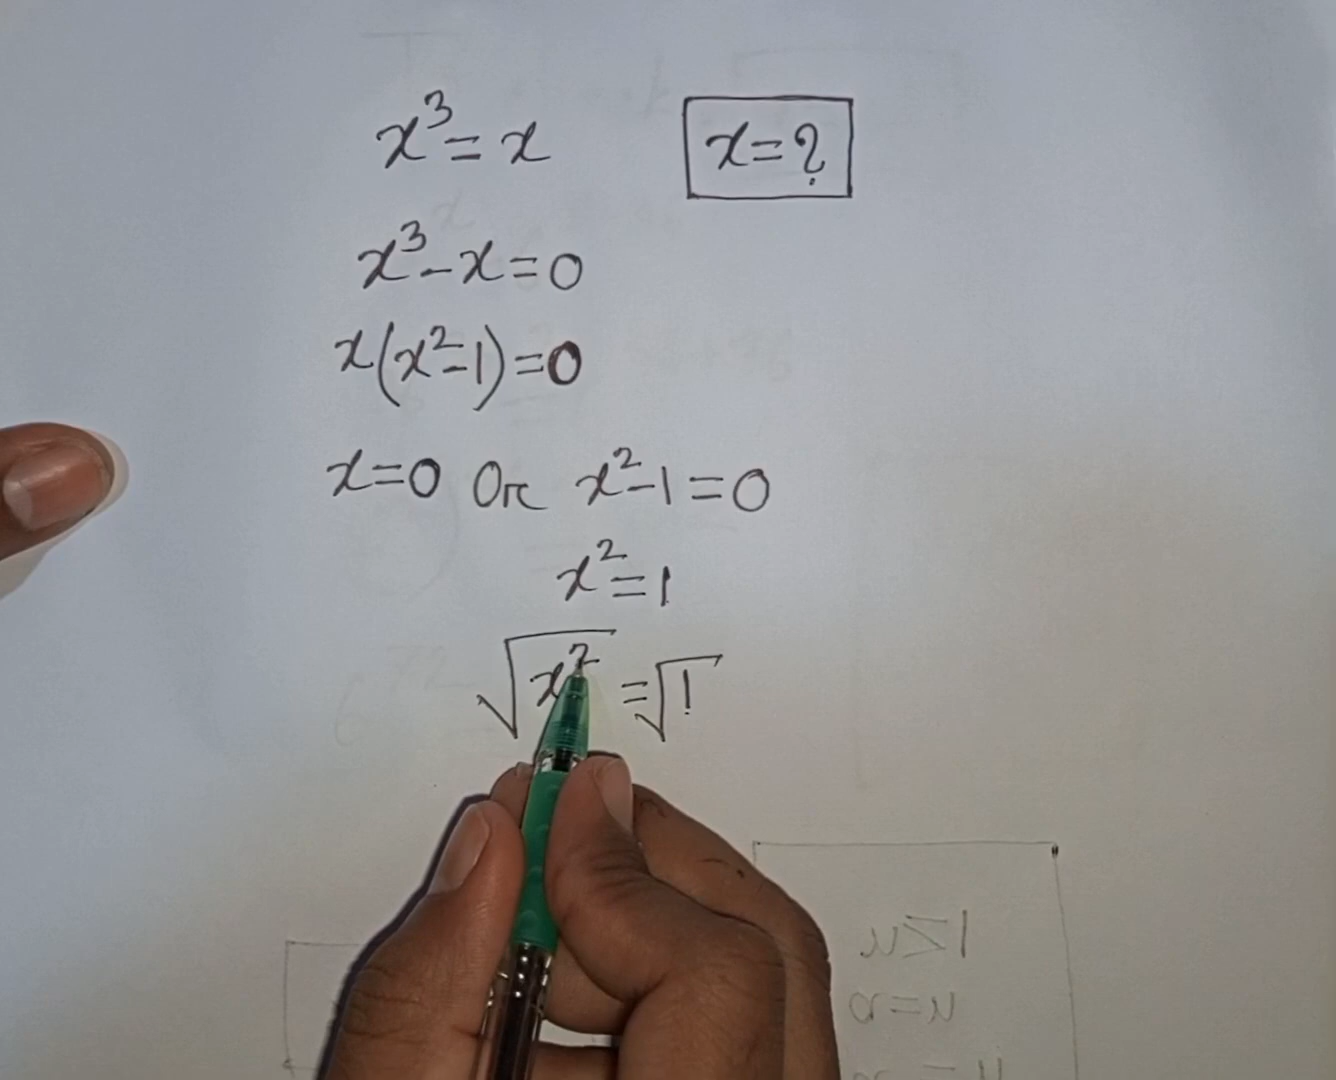 x³=x x=?
x³-x=0
x(x²-1)=0
x=0 Or x²-1=0
x²=1
√x² =√1